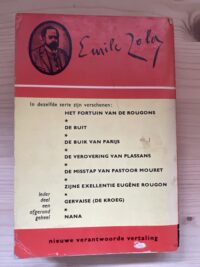 Emile Zola
In dezelfde serie zijn verschenen:
HET FORTUIN VAN DE ROUGONS
★
DE BUIT
★
DE BUIK VAN PARIJS
★
DE VEROVERING VAN PLASSANS
★
DE MISSTAP VAN PASTOOR MOURET
★
ZIJNE EXELLENTIE EUGÈNE ROUGON
★
Ieder
deel
een
afgerond
geheel
GERVAISE (DE KROEG)
★
NANA
nieuwe verantwoorde vertaling